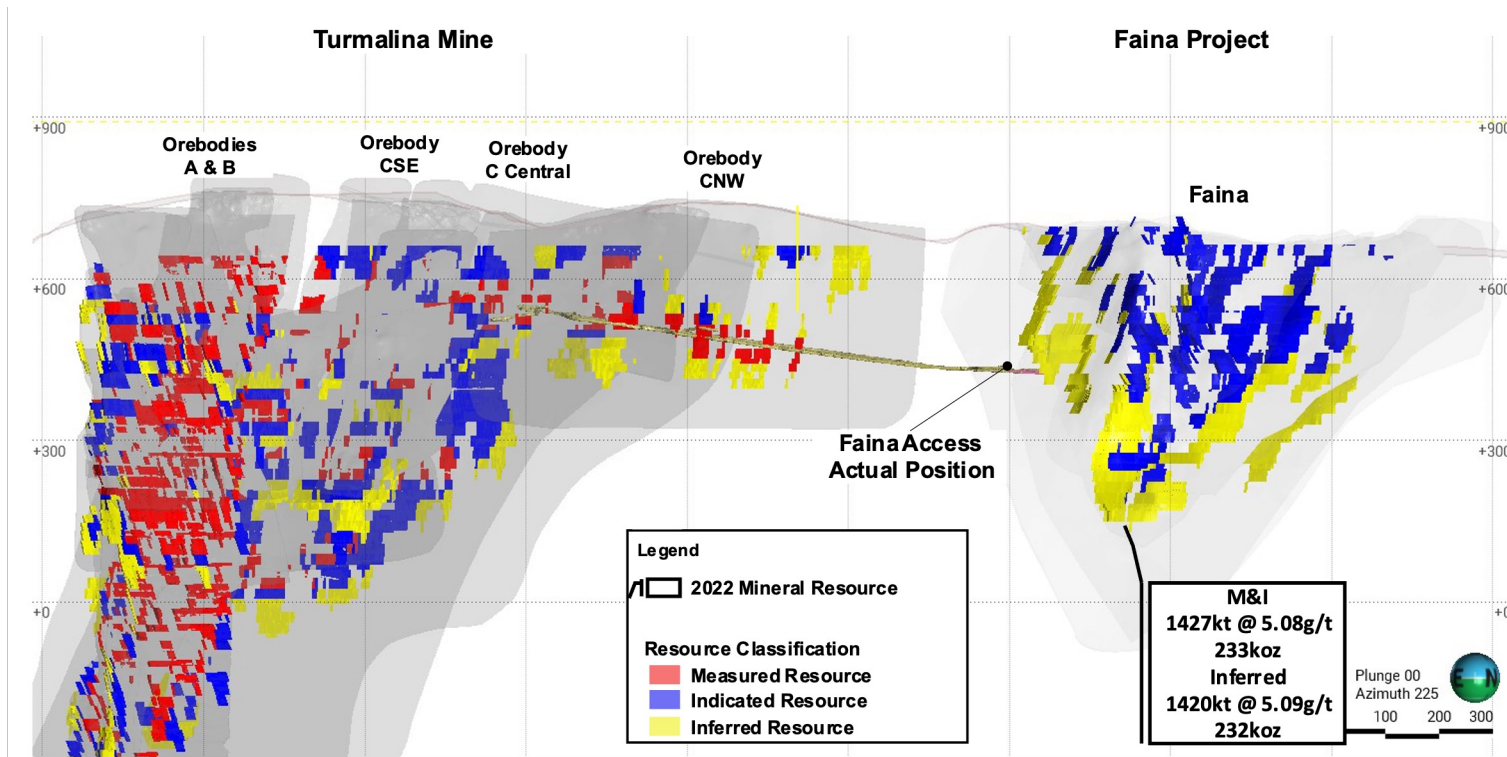 Turmalina Mine
Faina Project
+900
+900
Orebodies
A & B
Orebody
CSE
Orebody
C Central
Orebody
CNW
Faina
+600
+600
+300
+300
Faina Access
Actual Position
+0
+0
Legend
2022 Mineral Resource
Resource Classification
Measured Resource
Indicated Resource
Inferred Resource
M&I
1427kt @ 5.08g/t
233koz
Inferred
1420kt @ 5.09g/t
232koz
Plunge 00
Azimuth 225
E N
100 200 300